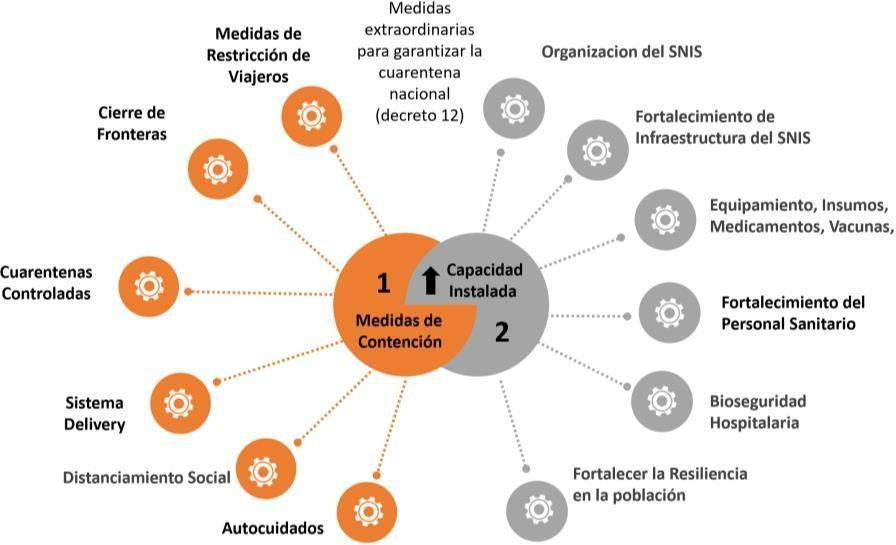 Medidas
extraordinarias
para garantizar la
cuarentena
nacional
(decreto 12)
Medidas de
Restricción de
Viajeros
Cierre de
Fronteras
Cuarentenas
Controladas
Sistema
Delivery
Distanciamiento Social
Autocuidados
1
Medidas de
Contención
Capacidad
Instalada
2
Organizacion del SNIS
Fortalecimiento de
Infraestructura del SNIS
Equipamiento, Insumos,
Medicamentos, Vacunas,
Fortalecimiento del
Personal Sanitario
Bioseguridad
Hospitalaria
Fortalecer la Resiliencia
en la población